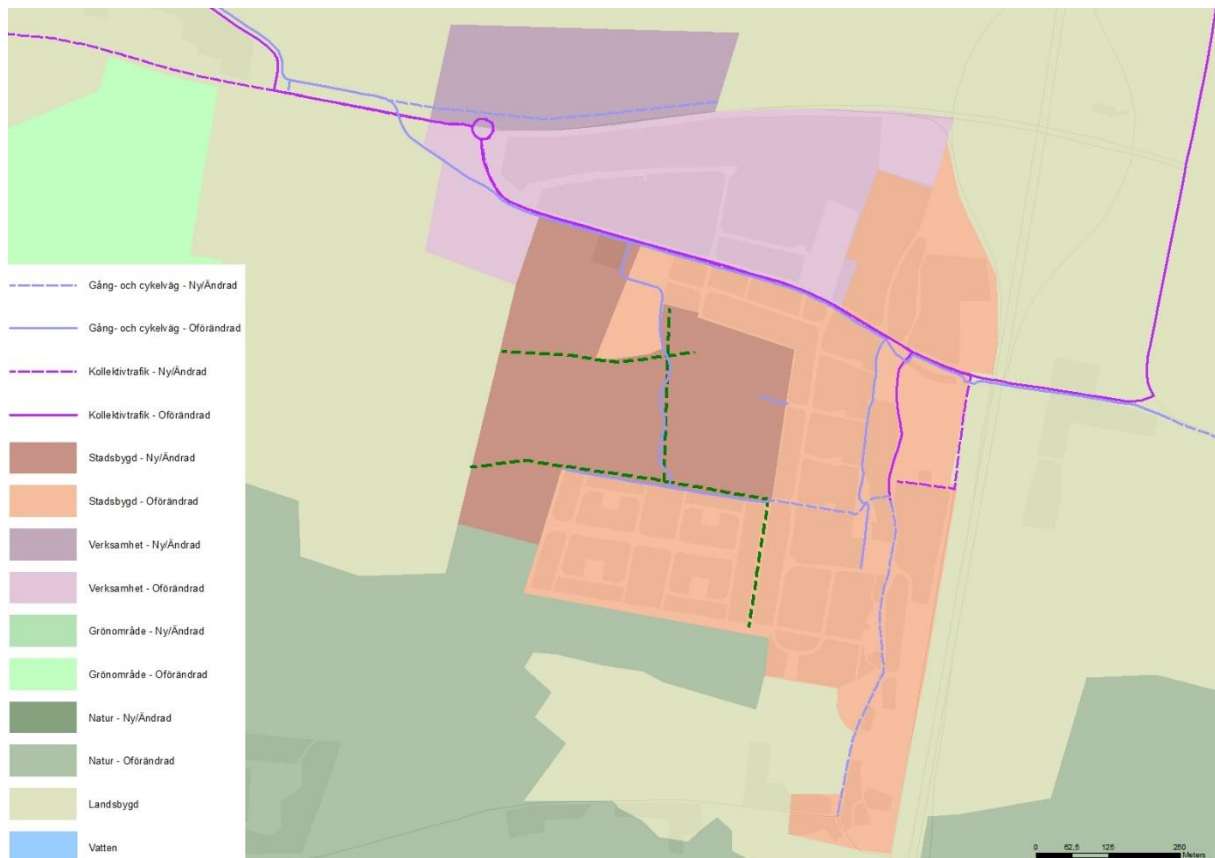 Gång- och cykelväg - Ny/Ändrad
Gång- och cykelväg - Oförändrad
Kollektivtrafik - Ny/Ändrad
Kollektivtrafik - Oförändrad
Stadsbygd - Ny/Ändrad
Stadsbygd - Oförändrad
Verksamhet - Ny/Ändrad
Verksamhet - Oförändrad
Grönområde - Ny/Ändrad
Grönområde - Oförändrad
Natur - Ny/Ändrad
Natur - Oförändrad
Landsbygd
Vatten
0 62,5 125 250
Meters